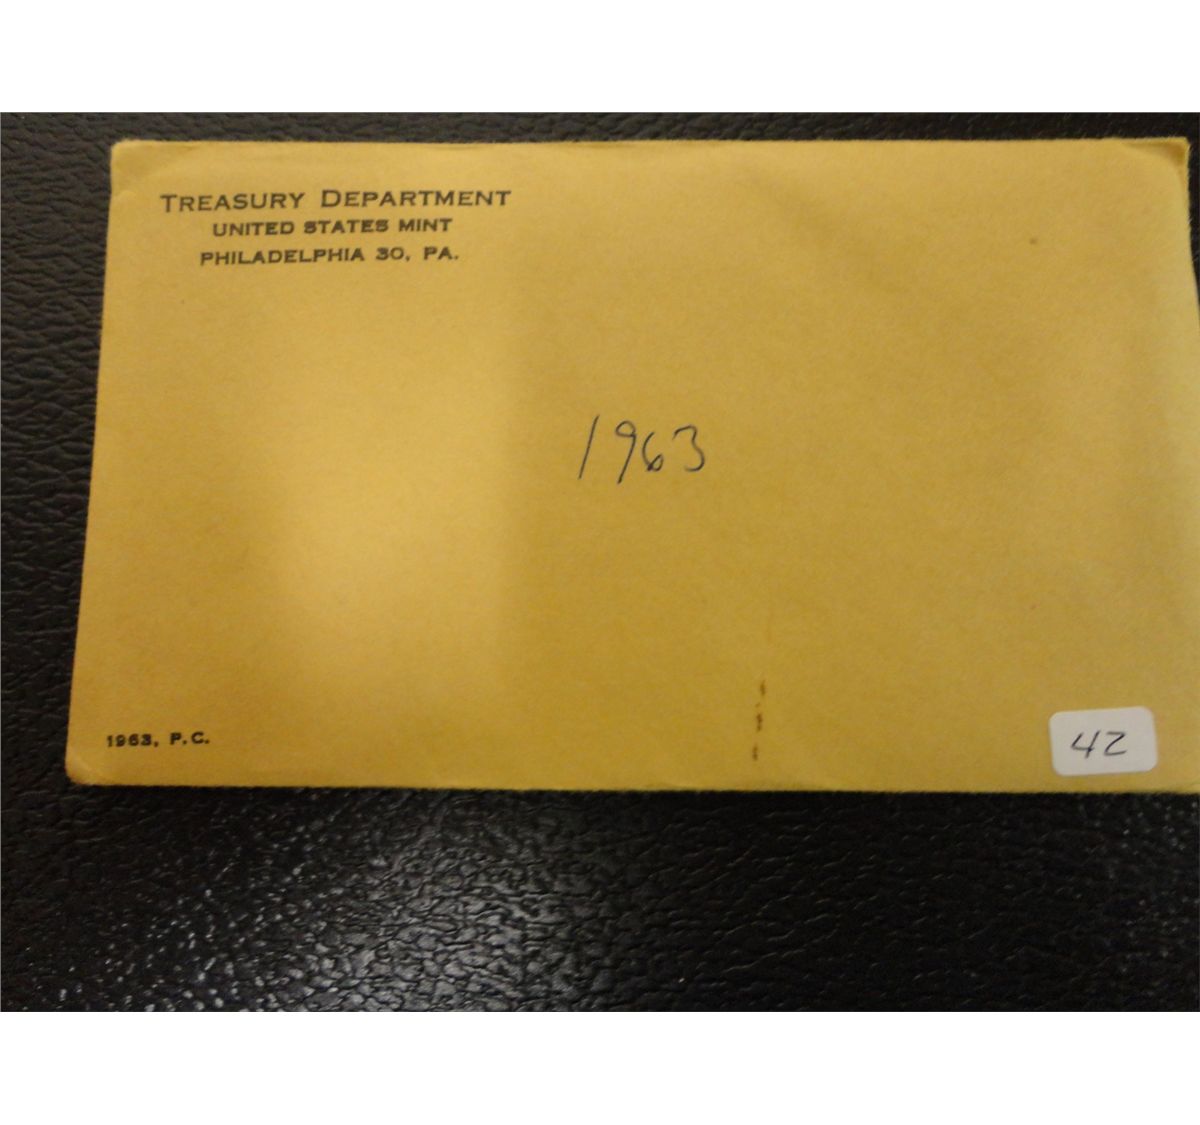 TREASURY DEPARTMENT
UNITED STATES MINT
PHILADELPHIA 30, PA.
1963
1963, P.C.
42